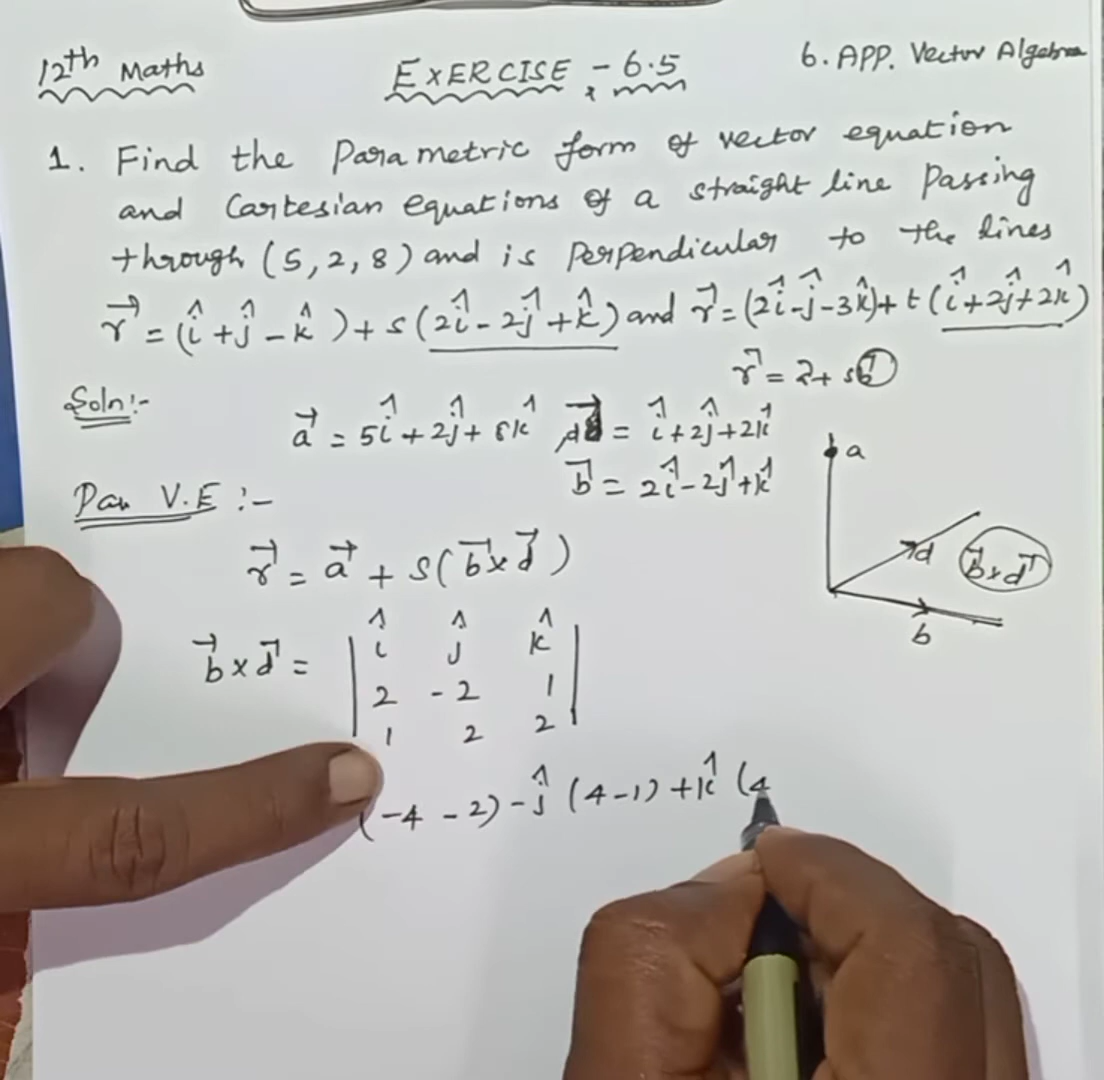 12th Maths
EXERCISE - 6.5
6. APP. Vector Algebra
1. Find the Parametric form of vector equation
and Cartesian equations of a straight line Passing
through (5, 2, 8) and is Perpendicular to the lines
r⃗ = (î + ĵ - k̂) + s(2î - 2ĵ + k̂) and r⃗ = (2î - ĵ - 3k̂) + t(î + 2ĵ + 2k̂)
r⃗ = a⃗ + sb⃗
Soln:-
a⃗ = 5î + 2ĵ + 8k̂ d⃗ = î + 2ĵ + 2k̂
b⃗ = 2î - 2ĵ + k̂
Par V.E :-
r⃗ = a⃗ + s(b⃗ × d⃗)
b⃗ × d⃗ =
î ĵ k̂
2 -2 1
1 2 2
(-4 - 2) - ĵ (4 - 1) + k̂ (4
a
d
b⃗ × d⃗
b